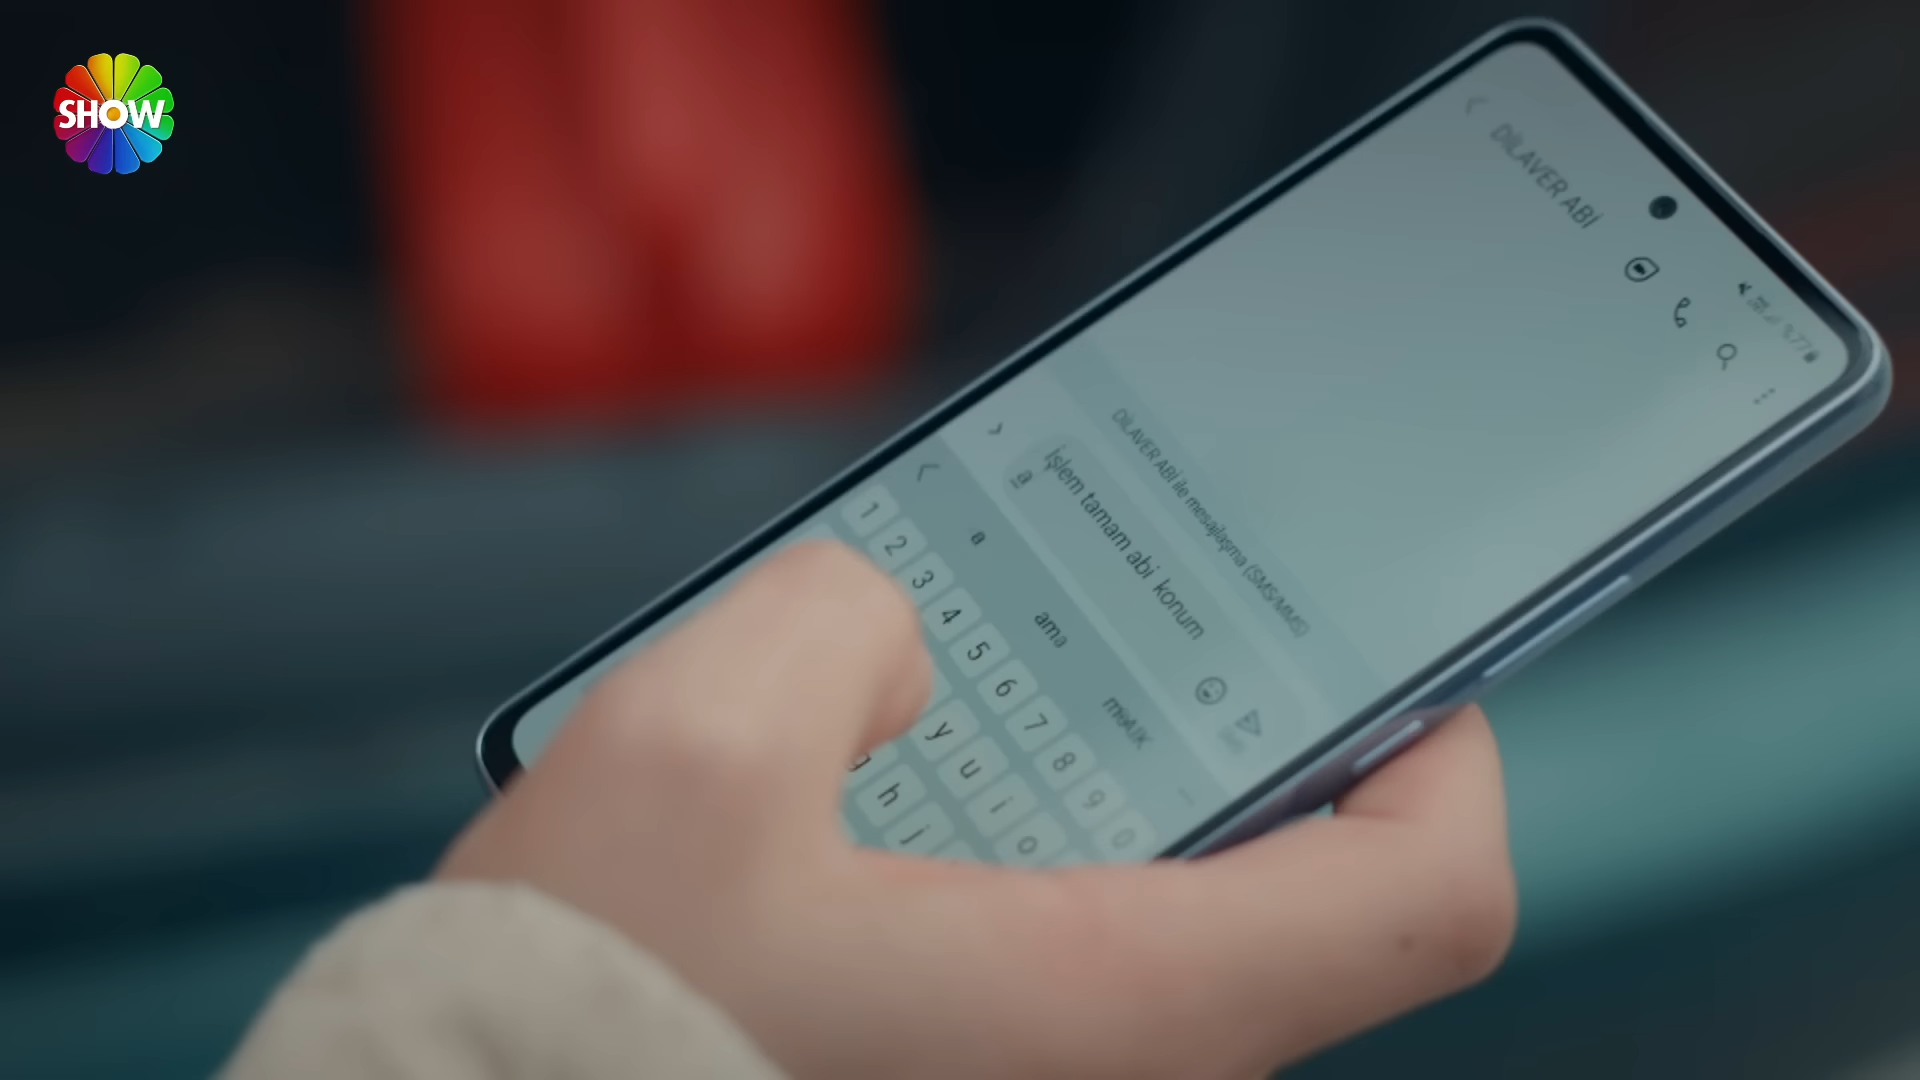 SHOW
DİLAVER ABİ
%77
DİLAVER ABİ ile mesajlaşma (SMS/MMS)
İşlem tamam abi konum
a
a ama
1 2 3 4 5 6 7 8 9 0
y u i o
g h j